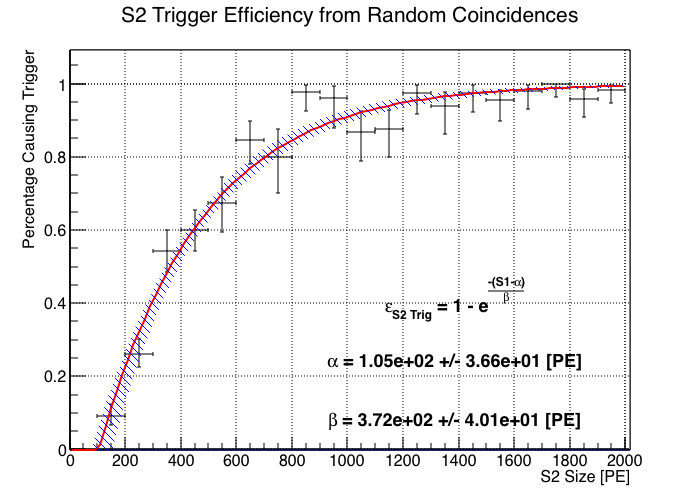 S2 Trigger Efficiency from Random Coincidences
Percentage Causing Trigger
1
0.8
0.6
0.4
0.2
0
ε_S2 Trig = 1 - e^(-(S1-α)/β)
α = 1.05e+02 +/- 3.66e+01 [PE]
β = 3.72e+02 +/- 4.01e+01 [PE]
0 200 400 600 800 1000 1200 1400 1600 1800 2000
S2 Size [PE]